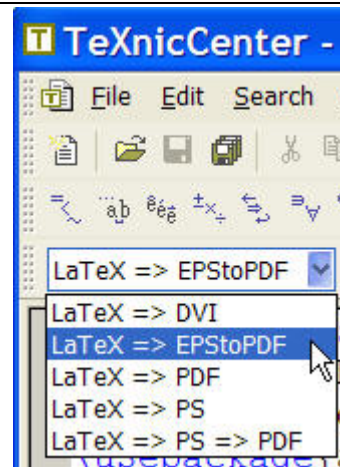 TeXnicCenter -
File Edit Search
LaTeX => EPStoPDF
LaTeX => DVI
LaTeX => EPStoPDF
LaTeX => PDF
LaTeX => PS
LaTeX => PS => PDF